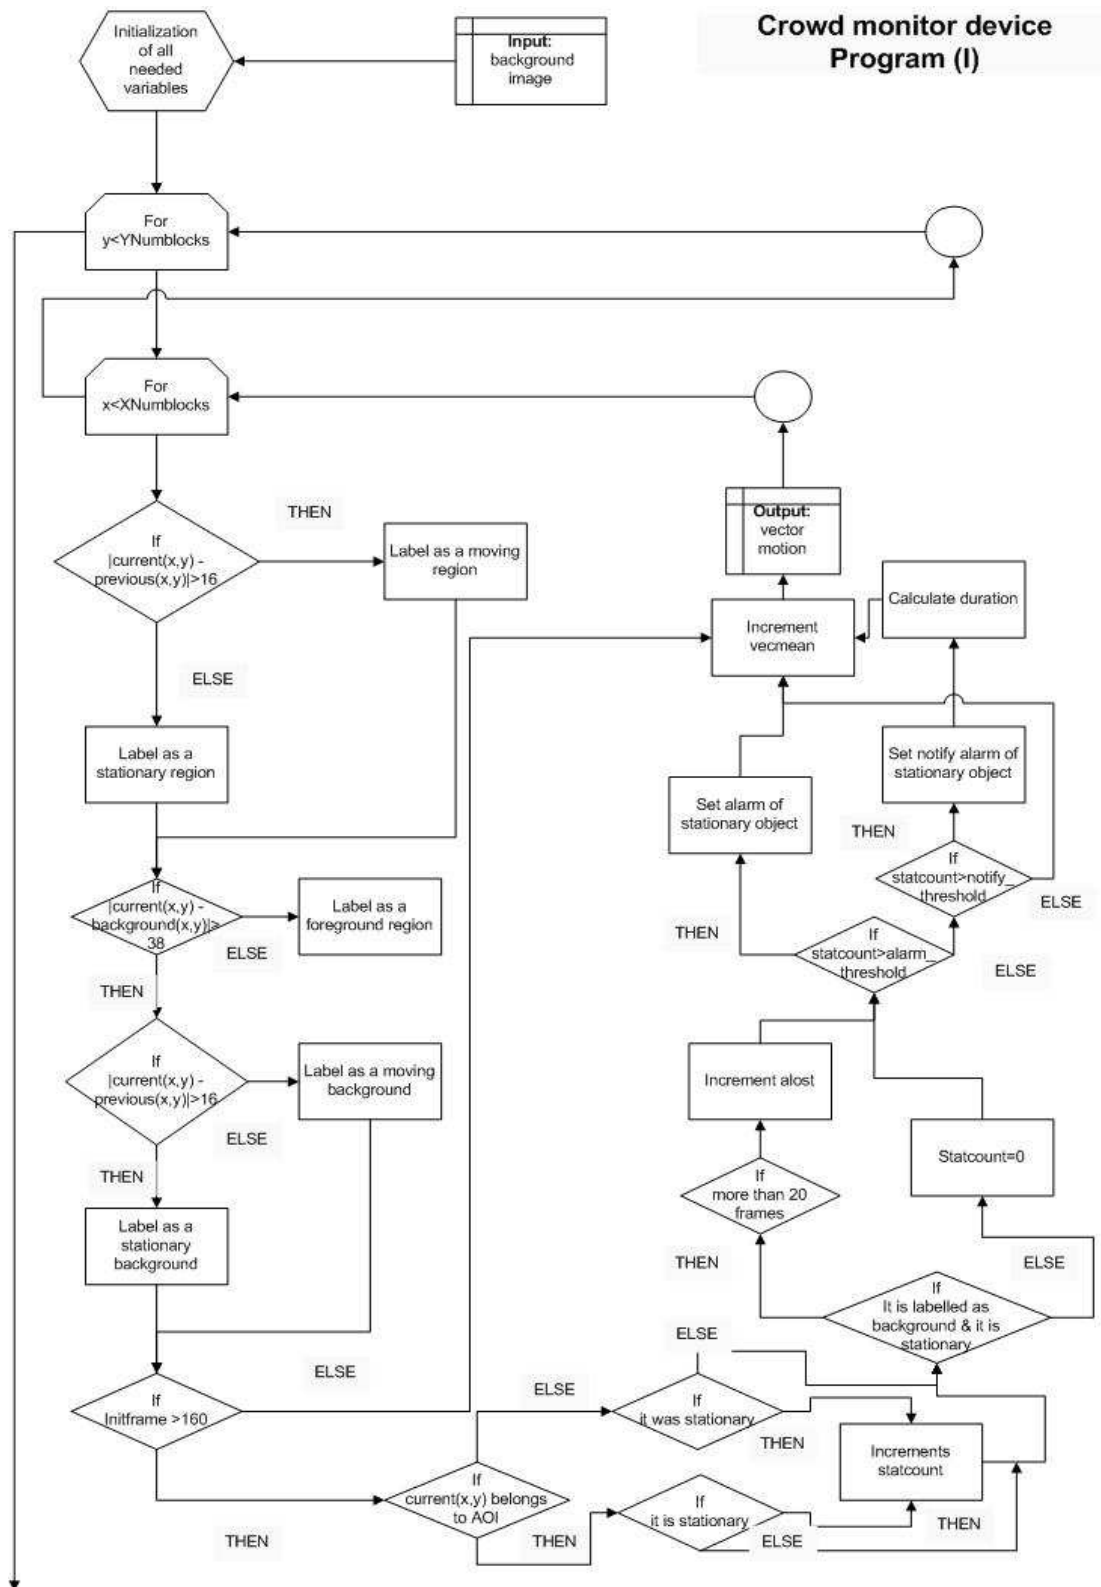 Crowd monitor device
Program (I)
Initialization
of all
needed
variables
Input:
background
image
For
y<YNumblocks
For
x<XNumblocks
If
|current(x,y) -
previous(x,y)|>16
THEN
Label as a moving
region
ELSE
Label as a
stationary region
Output:
vector
motion
Increment
vecmean
Calculate duration
Set alarm of
stationary object
Set notify alarm of
stationary object
THEN
If
statcount>notify_
threshold
ELSE
If
|current(x,y) -
background(x,y)|>
38
ELSE
Label as a
foreground region
THEN
If
statcount>alarm_
threshold
ELSE
THEN
If
|current(x,y) -
previous(x,y)|>16
Label as a moving
background
ELSE
THEN
Label as a
stationary
background
Increment alost
If
more than 20
frames
Statcount=0
THEN
ELSE
If
It is labelled as
background & it is
stationary
ELSE
ELSE
If
Initframe >160
ELSE
If
it was stationary
THEN
Increments
statcount
If
current(x,y) belongs
to AOI
THEN
THEN
If
it is stationary
ELSE
THEN